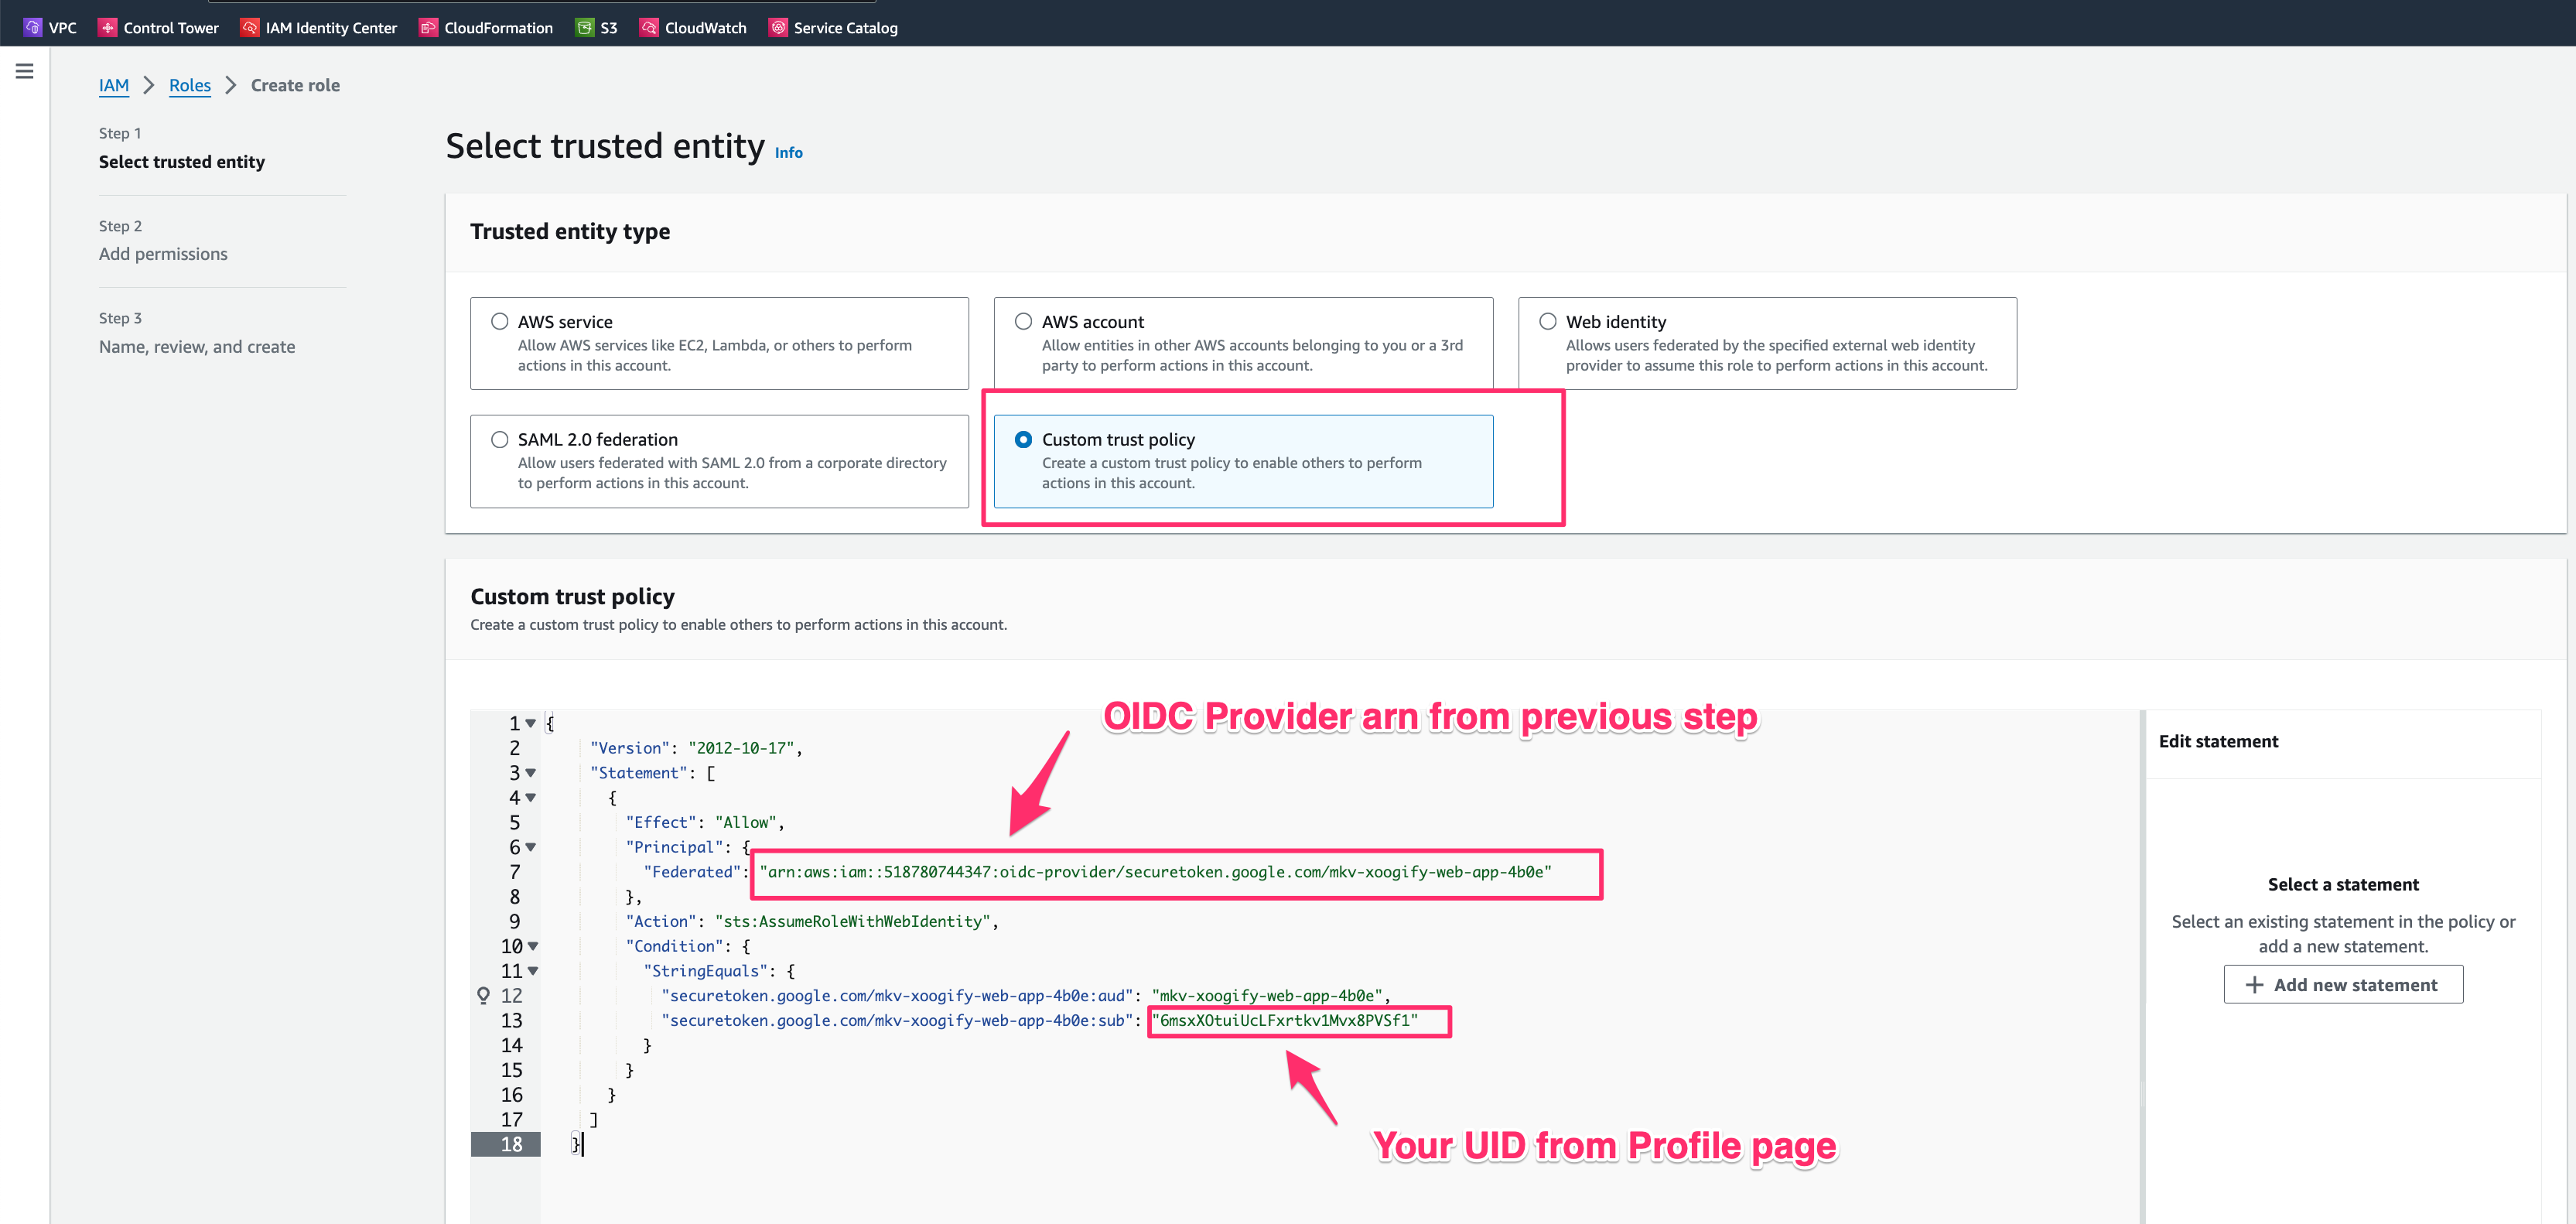 VPC Control Tower IAM Identity Center CloudFormation S3 CloudWatch Service Catalog
IAM Roles Create role
Step 1
Select trusted entity
Step 2
Add permissions
Step 3
Name, review, and create
Select trusted entity Info
Trusted entity type
AWS service
Allow AWS services like EC2, Lambda, or others to perform
actions in this account.
AWS account
Allow entities in other AWS accounts belonging to you or a 3rd
party to perform actions in this account.
Web identity
Allows users federated by the specified external web identity
provider to assume this role to perform actions in this account.
SAML 2.0 federation
Allow users federated with SAML 2.0 from a corporate directory
to perform actions in this account.
Custom trust policy
Create a custom trust policy to enable others to perform
actions in this account.
Custom trust policy
Create a custom trust policy to enable others to perform actions in this account.
OIDC Provider arn from previous step
1 {
2 "Version": "2012-10-17",
3 "Statement": [
4 {
5 "Effect": "Allow",
6 "Principal": {
7 "Federated": "arn:aws:iam::518780744347:oidc-provider/securetoken.google.com/mkv-xoogify-web-app-4b0e"
8 },
9 "Action": "sts:AssumeRoleWithWebIdentity",
10 "Condition": {
11 "StringEquals": {
12 "securetoken.google.com/mkv-xoogify-web-app-4b0e:aud": "mkv-xoogify-web-app-4b0e",
13 "securetoken.google.com/mkv-xoogify-web-app-4b0e:sub": "6msxXOtuiUcLFxrtkv1Mvx8PVSf1"
14 }
15 }
16 }
17 ]
18 }
Your UID from Profile page
Edit statement
Select a statement
Select an existing statement in the policy or
add a new statement.
+ Add new statement